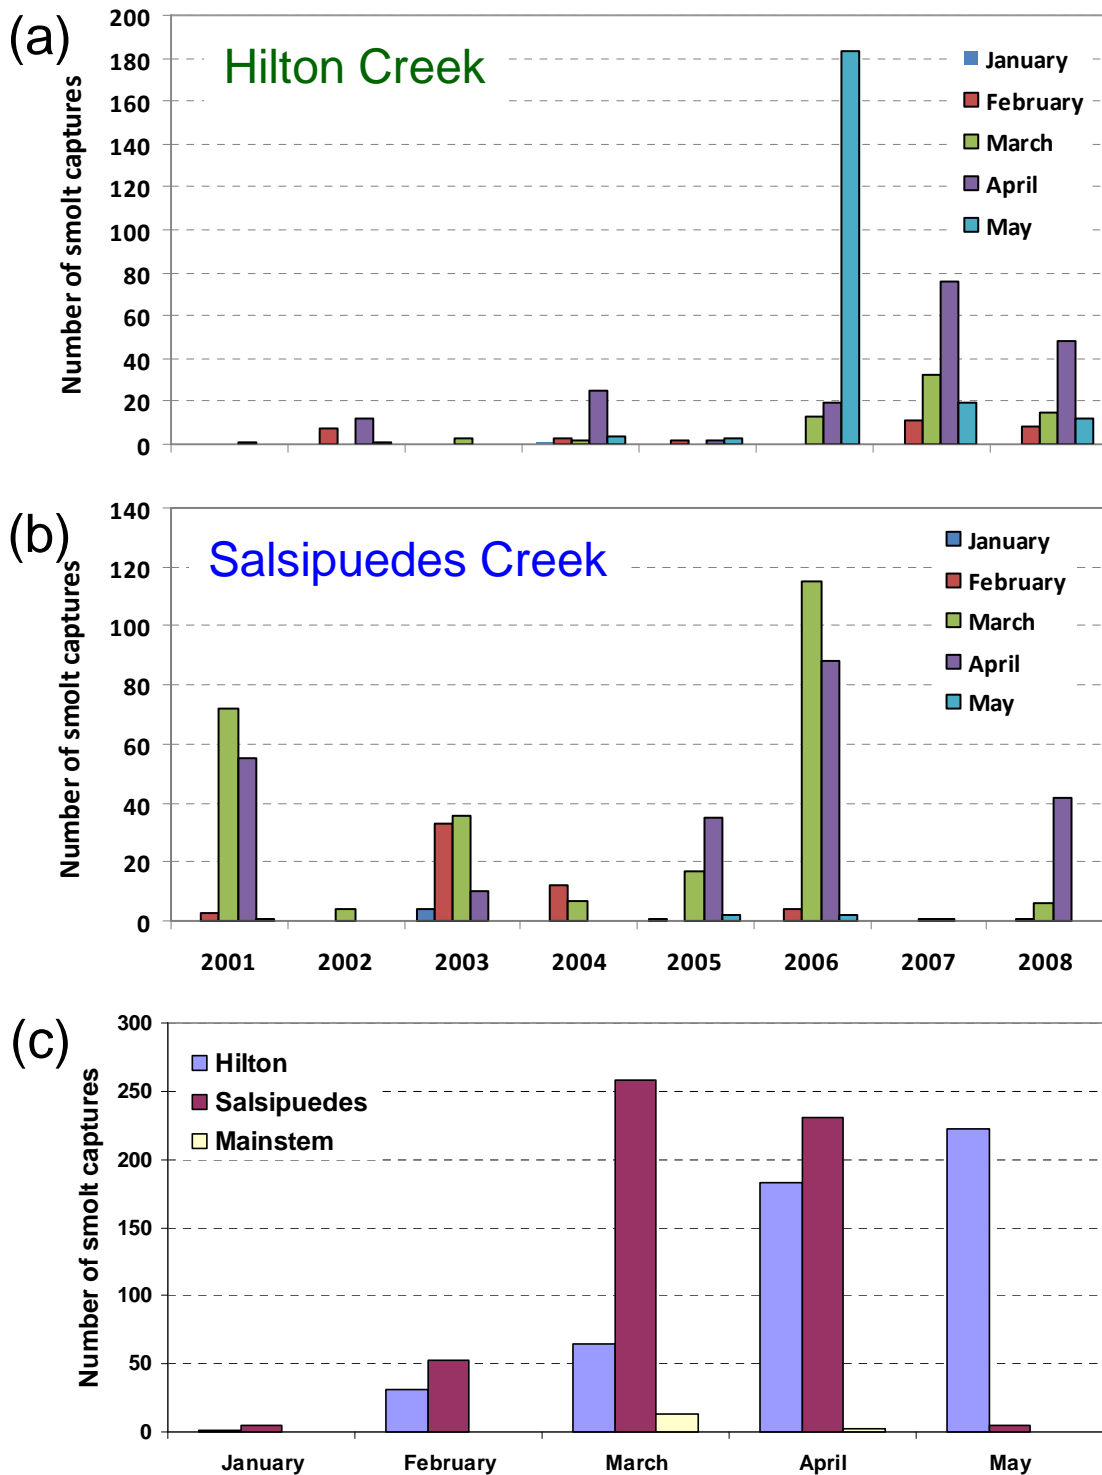 (a)
Hilton Creek
Number of smolt captures
200
180
160
140
120
100
80
60
40
20
0
January
February
March
April
May
(b)
Salsipuedes Creek
Number of smolt captures
140
120
100
80
60
40
20
0
January
February
March
April
May
2001 2002 2003 2004 2005 2006 2007 2008
(c)
Number of smolt captures
300
250
200
150
100
50
0
Hilton
Salsipuedes
Mainstem
January February March April May